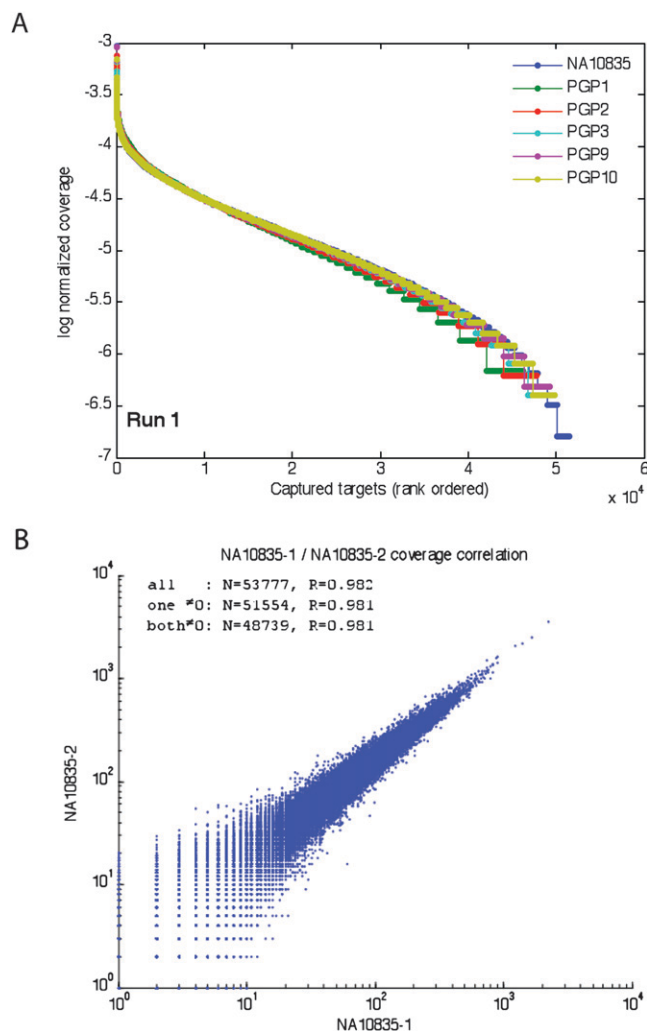 A
-3
-3.5
-4
-4.5
-5
-5.5
-6
-6.5
-7
log normalized coverage
NA10835
PGP1
PGP2
PGP3
PGP9
PGP10
Run 1
0 1 2 3 4 5 6
Captured targets (rank ordered)
x 10^4
B
NA10835-1 / NA10835-2 coverage correlation
all : N=53777, R=0.982
one ≠0: N=51554, R=0.981
both≠0: N=48739, R=0.981
10^4
10^3
10^2
10^1
10^0
NA10835-2
10^0 10^1 10^2 10^3 10^4
NA10835-1